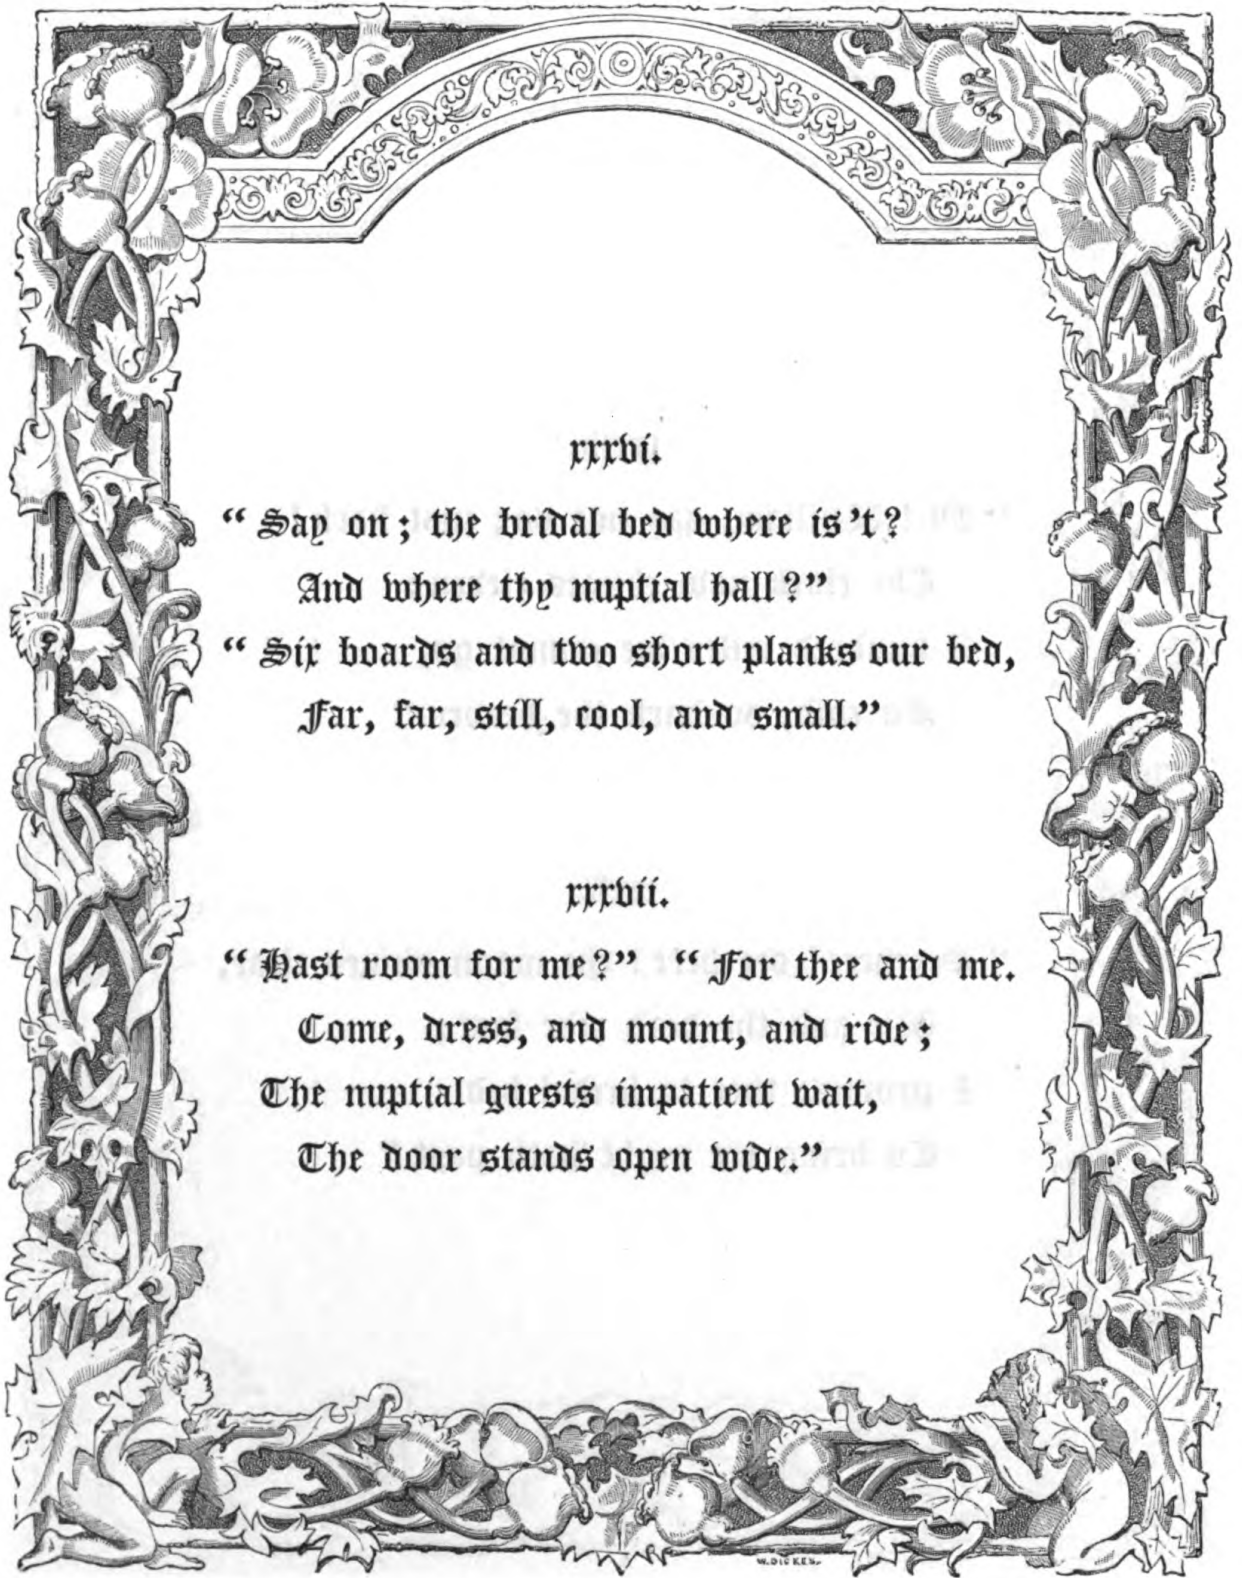 xxxvi.
“ Say on ; the bridal bed where is 't ?
And where thy nuptial hall ?”
“ Six boards and two short planks our bed,
Far, far, still, cool, and small.”
xxxvii.
“ Hast room for me ?” “ For thee and me.
Come, dress, and mount, and ride ;
The nuptial guests impatient wait,
The door stands open wide.”
W. DICKES.